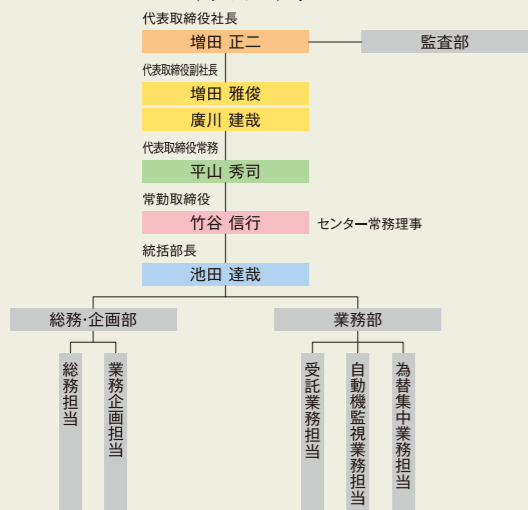 代表取締役社長
増田 正二
監査部
代表取締役副社長
増田 雅俊
廣川 建哉
代表取締役常務
平山 秀司
常勤取締役
竹谷 信行
センター常務理事
統括部長
池田 達哉
総務・企画部
業務部
総務担当
業務企画担当
受託業務担当
自動機監視業務担当
為替集中業務担当